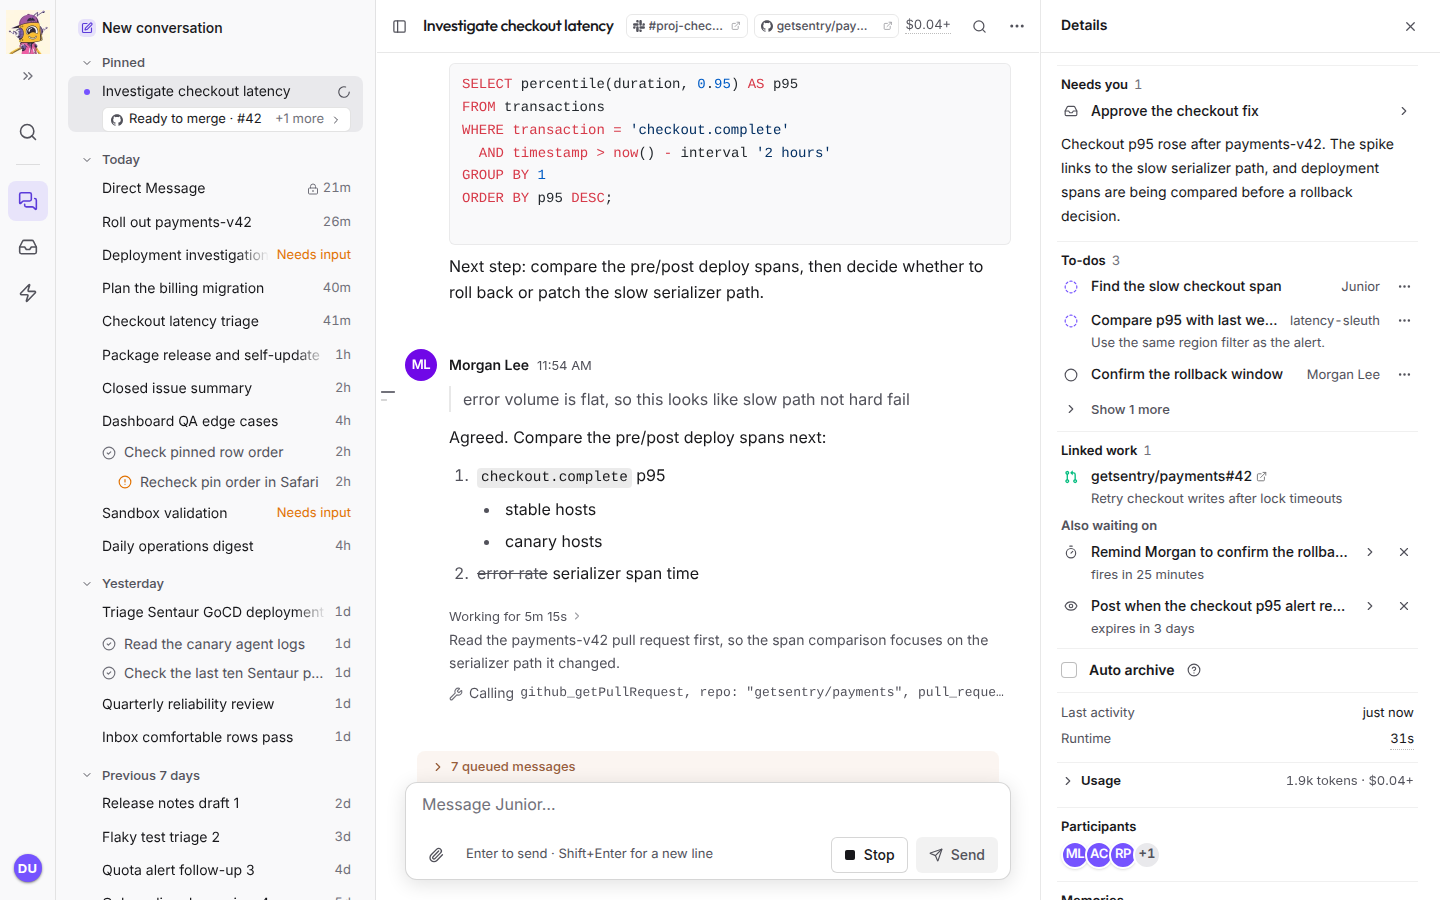 New conversation
Pinned
Investigate checkout latency
Ready to merge · #42 +1 more
Today
Direct Message 21m
Roll out payments-v42 26m
Deployment investigation Needs input
Plan the billing migration 40m
Checkout latency triage 41m
Package release and self-update 1h
Closed issue summary 2h
Dashboard QA edge cases 4h
Check pinned row order 2h
Recheck pin order in Safari 2h
Sandbox validation Needs input
Daily operations digest 4h
Yesterday
Triage Sentaur GoCD deployment 1d
Read the canary agent logs 1d
Check the last ten Sentaur p... 1d
Quarterly reliability review 1d
Inbox comfortable rows pass 1d
Previous 7 days
Release notes draft 1 2d
Flaky test triage 2 3d
Quota alert follow-up 3 4d
DU
Investigate checkout latency #proj-chec... getsentry/pay... $0.04+
SELECT percentile(duration, 0.95) AS p95
FROM transactions
WHERE transaction = 'checkout.complete'
AND timestamp > now() - interval '2 hours'
GROUP BY 1
ORDER BY p95 DESC;
Next step: compare the pre/post deploy spans, then decide whether to
roll back or patch the slow serializer path.
ML Morgan Lee 11:54 AM
error volume is flat, so this looks like slow path not hard fail
Agreed. Compare the pre/post deploy spans next:
1. checkout.complete p95
• stable hosts
• canary hosts
2. error rate serializer span time
Working for 5m 15s
Read the payments-v42 pull request first, so the span comparison focuses on the
serializer path it changed.
Calling github_getPullRequest, repo: "getsentry/payments", pull_reque…
7 queued messages
Message Junior...
Enter to send · Shift+Enter for a new line
Stop
Send
Details
Needs you 1
Approve the checkout fix
Checkout p95 rose after payments-v42. The spike
links to the slow serializer path, and deployment
spans are being compared before a rollback
decision.
To-dos 3
Find the slow checkout span Junior
Compare p95 with last we... latency-sleuth
Use the same region filter as the alert.
Confirm the rollback window Morgan Lee
Show 1 more
Linked work 1
getsentry/payments#42
Retry checkout writes after lock timeouts
Also waiting on
Remind Morgan to confirm the rollba...
fires in 25 minutes
Post when the checkout p95 alert re...
expires in 3 days
Auto archive
Last activity just now
Runtime 31s
Usage 1.9k tokens · $0.04+
Participants
ML AC RP +1